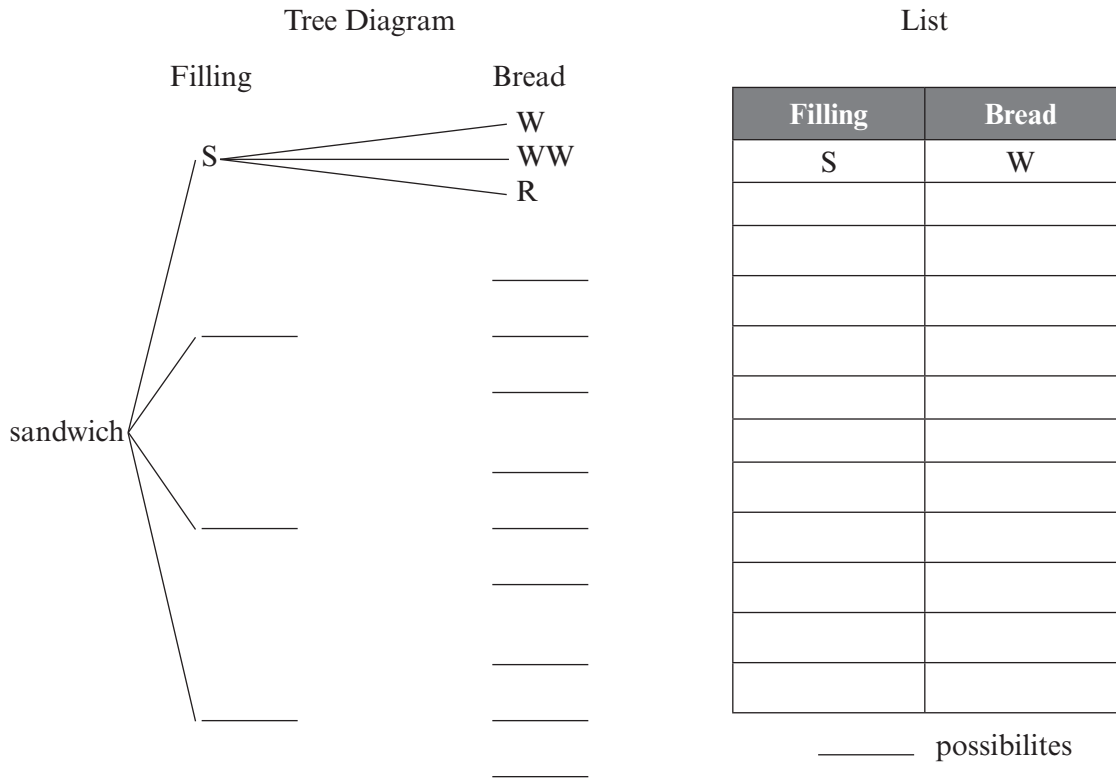 Tree Diagram
Filling
Bread
S
W
WW
R
sandwich
List
Filling Bread
S W
possibilites